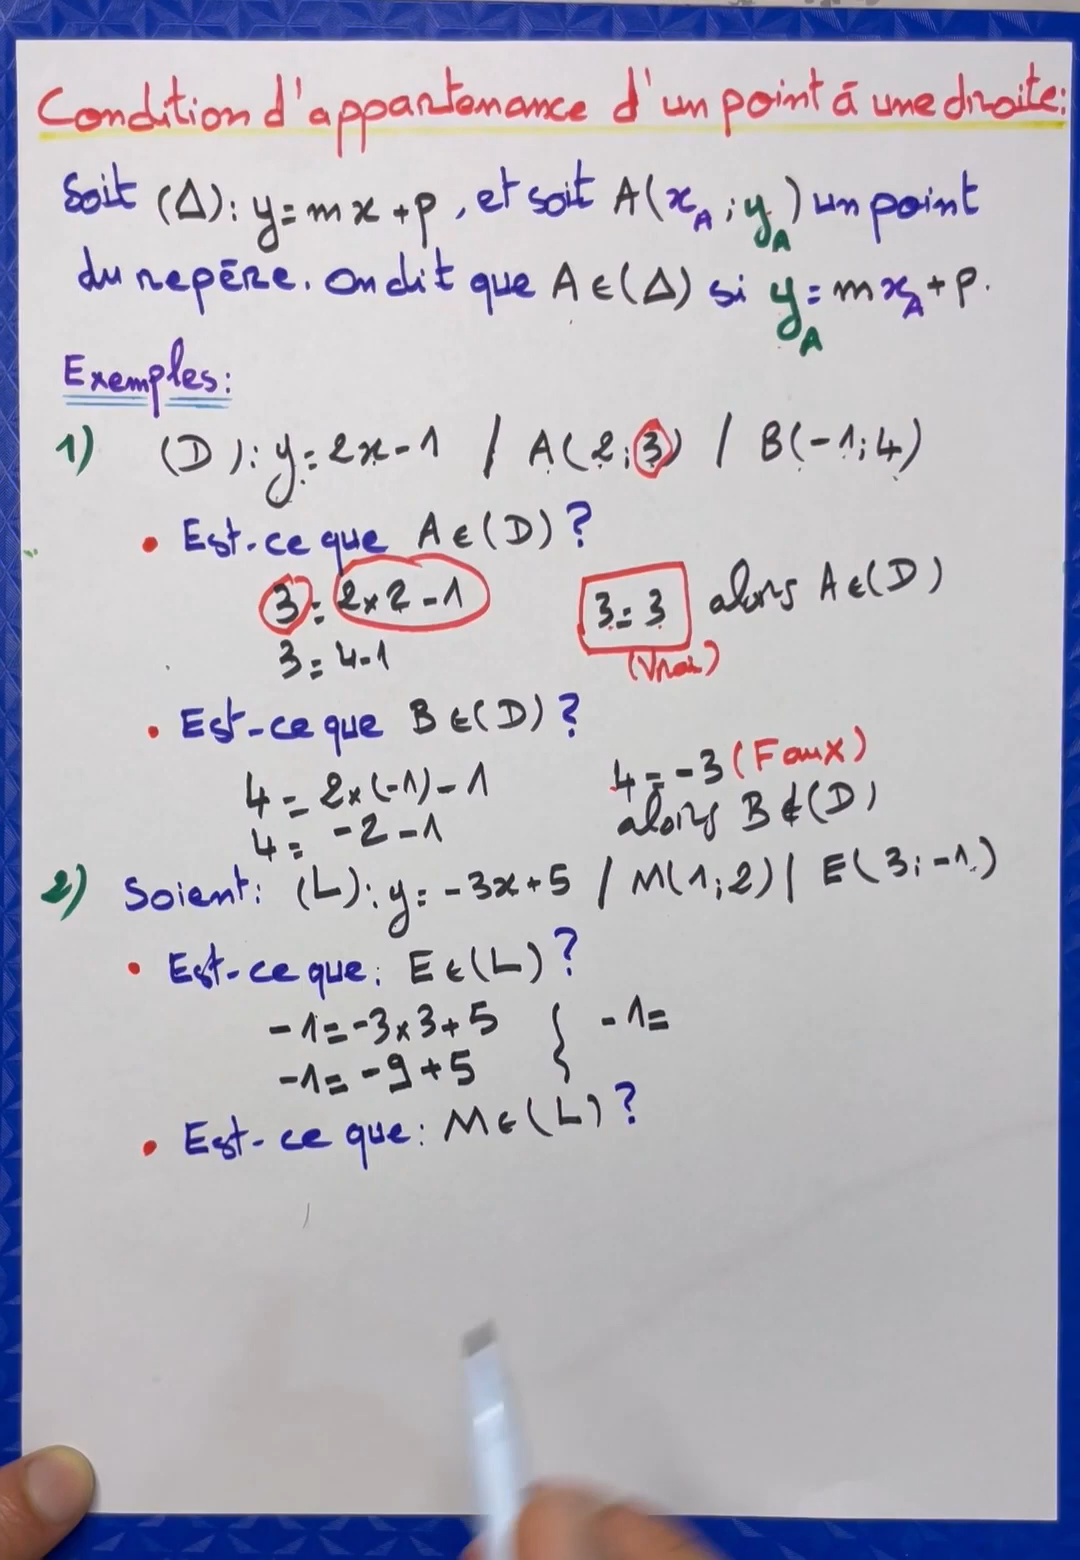 Condition d'appartenance d'un point à une droite:
Soit (Δ): y = mx + p, et soit A(x_A ; y_A) un point
du repère. On dit que A ∈ (Δ) si y_A = m x_A + p.
Exemples:
1) (D): y = 2x - 1 / A(2 ; 3) / B(-1 ; 4)
• Est-ce que A ∈ (D) ?
3 = 2 × 2 - 1 3 = 3 alors A ∈ (D)
3 = 4 - 1 (Vrai)
• Est-ce que B ∈ (D) ?
4 = 2 × (-1) - 1 4 = -3 (Faux)
4 = -2 - 1 alors B ∉ (D)
2) Soient: (L): y = -3x + 5 / M(1 ; 2) / E(3 ; -1)
• Est-ce que: E ∈ (L) ?
-1 = -3 × 3 + 5 { -1 =
-1 = -9 + 5
• Est-ce que: M ∈ (L) ?